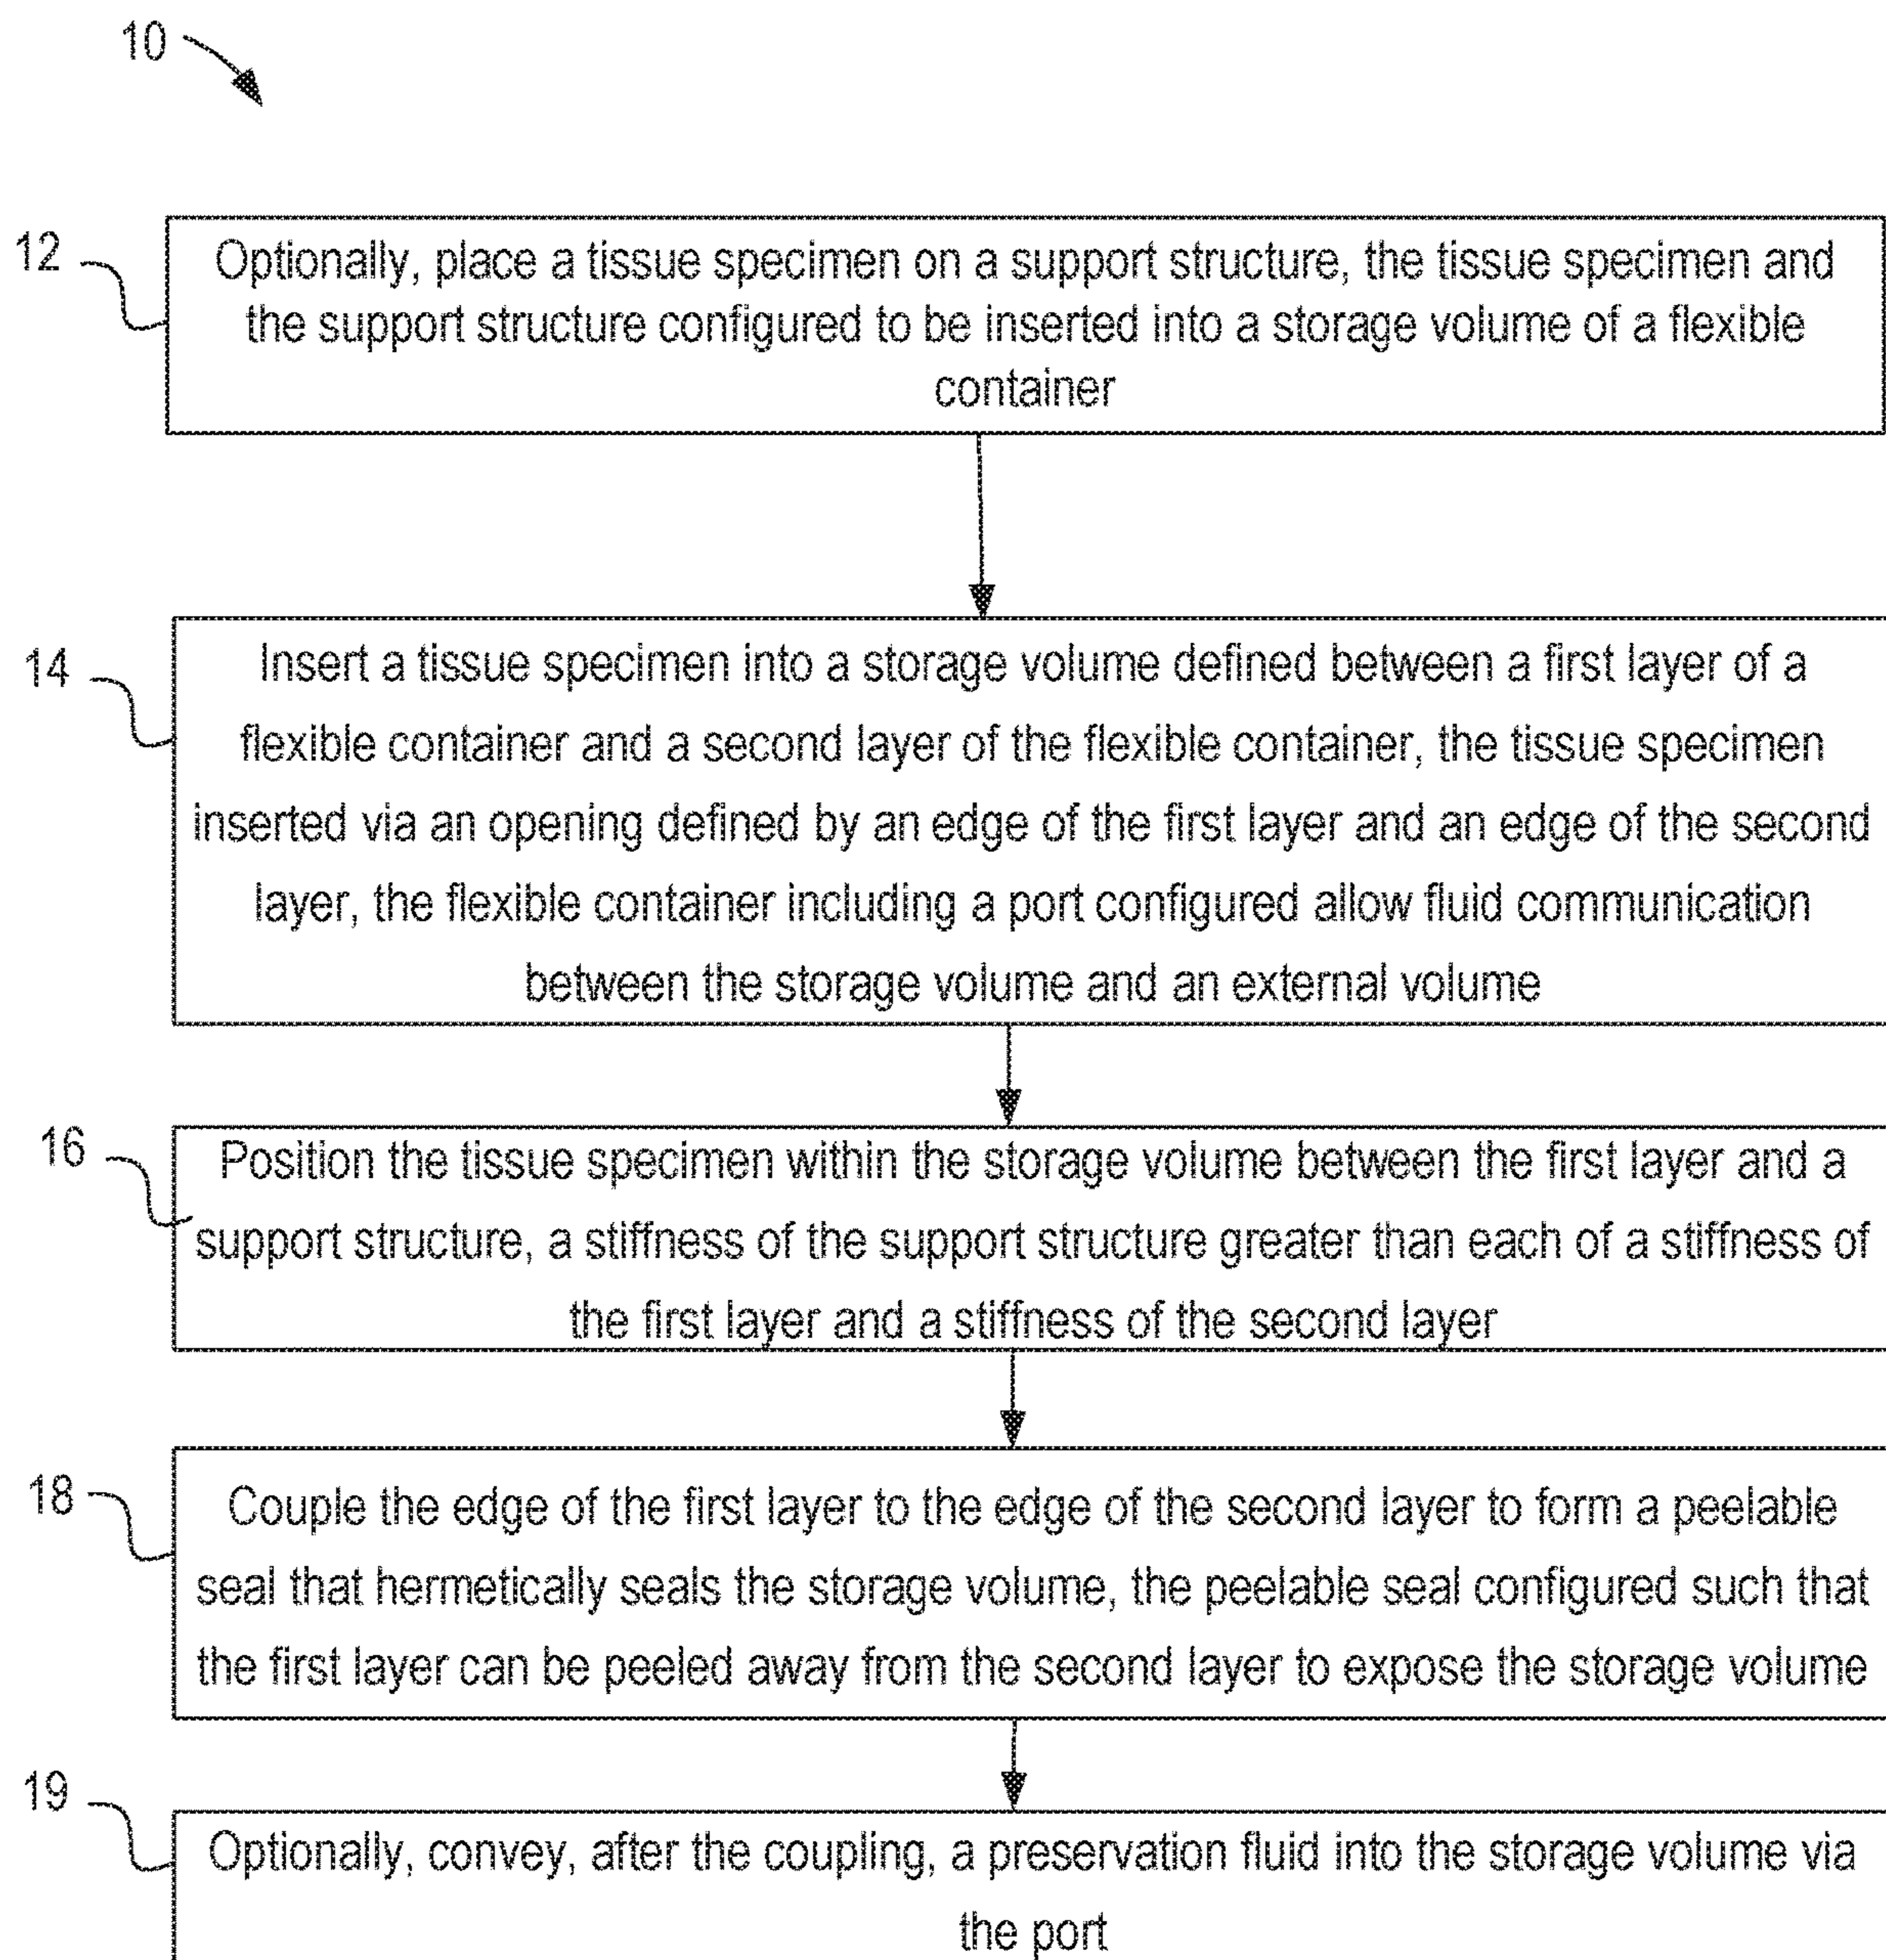 10
12
Optionally, place a tissue specimen on a support structure, the tissue specimen and
the support structure configured to be inserted into a storage volume of a flexible
container
14
Insert a tissue specimen into a storage volume defined between a first layer of a
flexible container and a second layer of the flexible container, the tissue specimen
inserted via an opening defined by an edge of the first layer and an edge of the second
layer, the flexible container including a port configured allow fluid communication
between the storage volume and an external volume
16
Position the tissue specimen within the storage volume between the first layer and a
support structure, a stiffness of the support structure greater than each of a stiffness of
the first layer and a stiffness of the second layer
18
Couple the edge of the first layer to the edge of the second layer to form a peelable
seal that hermetically seals the storage volume, the peelable seal configured such that
the first layer can be peeled away from the second layer to expose the storage volume
19
Optionally, convey, after the coupling, a preservation fluid into the storage volume via
the port